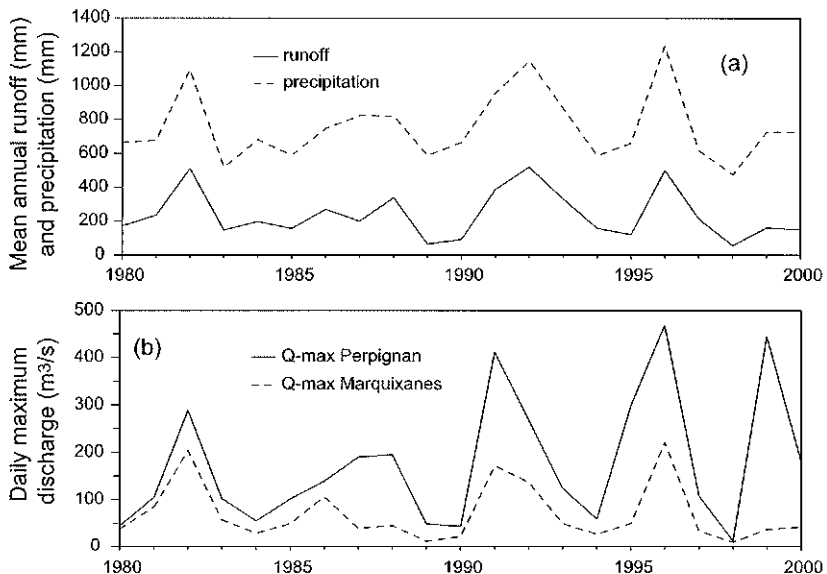 1400
1200
1000
800
600
400
200
0
Mean annual runoff (mm)
and precipitation (mm)
runoff
precipitation
(a)
1980
1985
1990
1995
2000
500
400
300
200
100
0
Daily maximum
discharge (m³/s)
(b)
Q-max Perpignan
Q-max Marquixanes
1980
1985
1990
1995
2000